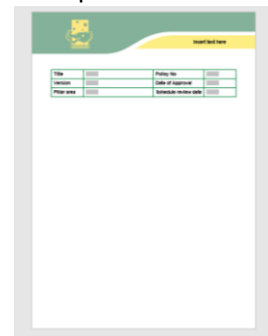 Insert text here
Title Policy No
Version Date of Approval
Pillar area Schedule review date